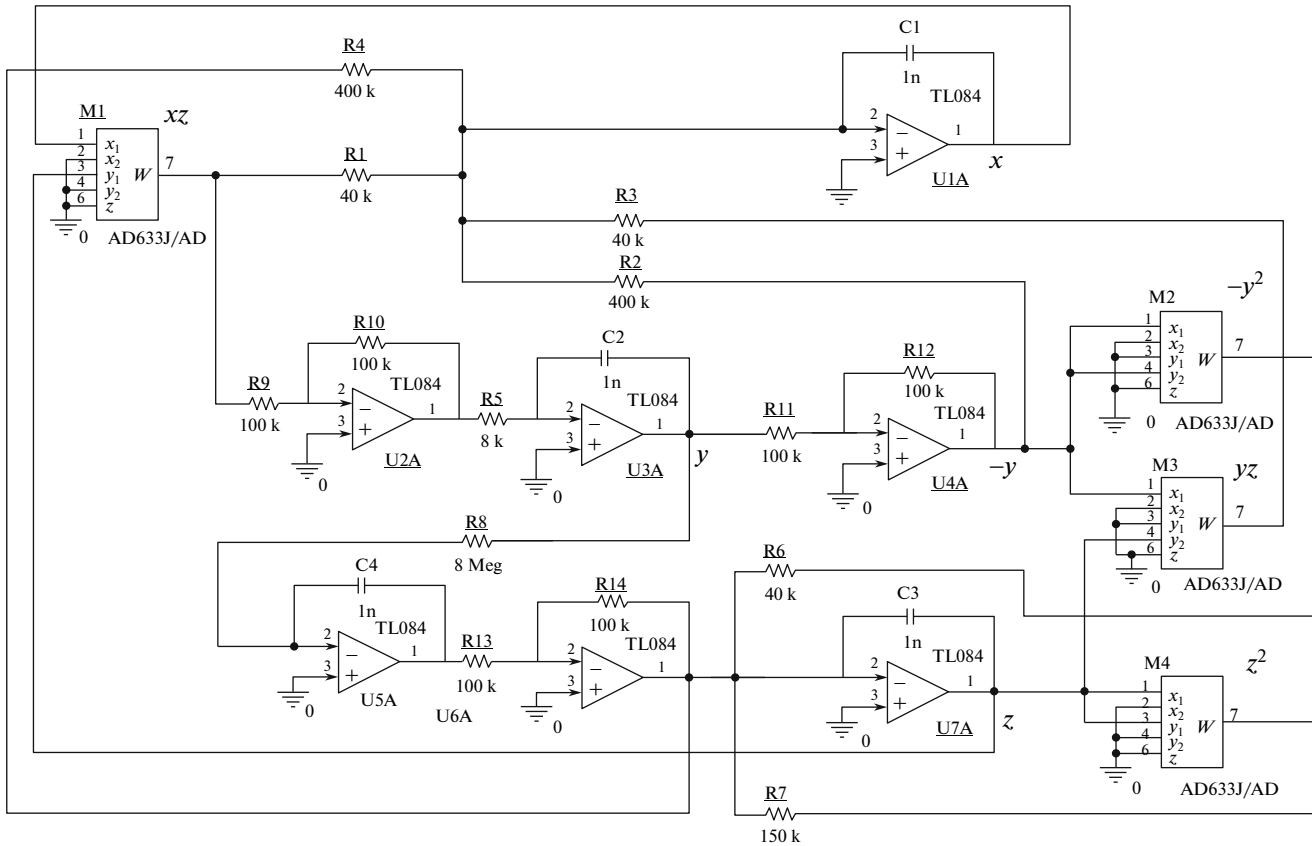 C1
R4
1n
400 k
TL084
M1
xz
1
2
3
4
6
x1
x2
y1
y2
z
W
7
2
3
−
+
1
x
R1
U1A
40 k
R3
0
AD633J/AD
40 k
R2
400 k
M2
−y2
1
2
3
4
6
x1
x2
y1
y2
z
W
7
R10
C2
R12
100 k
1n
100 k
TL084
TL084
TL084
R9
R5
R11
100 k
2
3
−
+
1
8 k
2
3
−
+
1
100 k
2
3
−
+
1
0
AD633J/AD
U2A
U3A
y
U4A
−y
M3
yz
0
0
0
1
2
3
4
6
x1
x2
y1
y2
z
W
7
R8
8 Meg
R6
C4
R14
40 k
C3
0
AD633J/AD
1n
100 k
1n
TL084
TL084
TL084
R13
2
3
−
+
1
100 k
2
3
−
+
1
2
3
−
+
1
M4
z2
0
U5A
U6A
0
0
U7A
z
1
2
3
4
6
x1
x2
y1
y2
z
W
7
R7
0
AD633J/AD
150 k